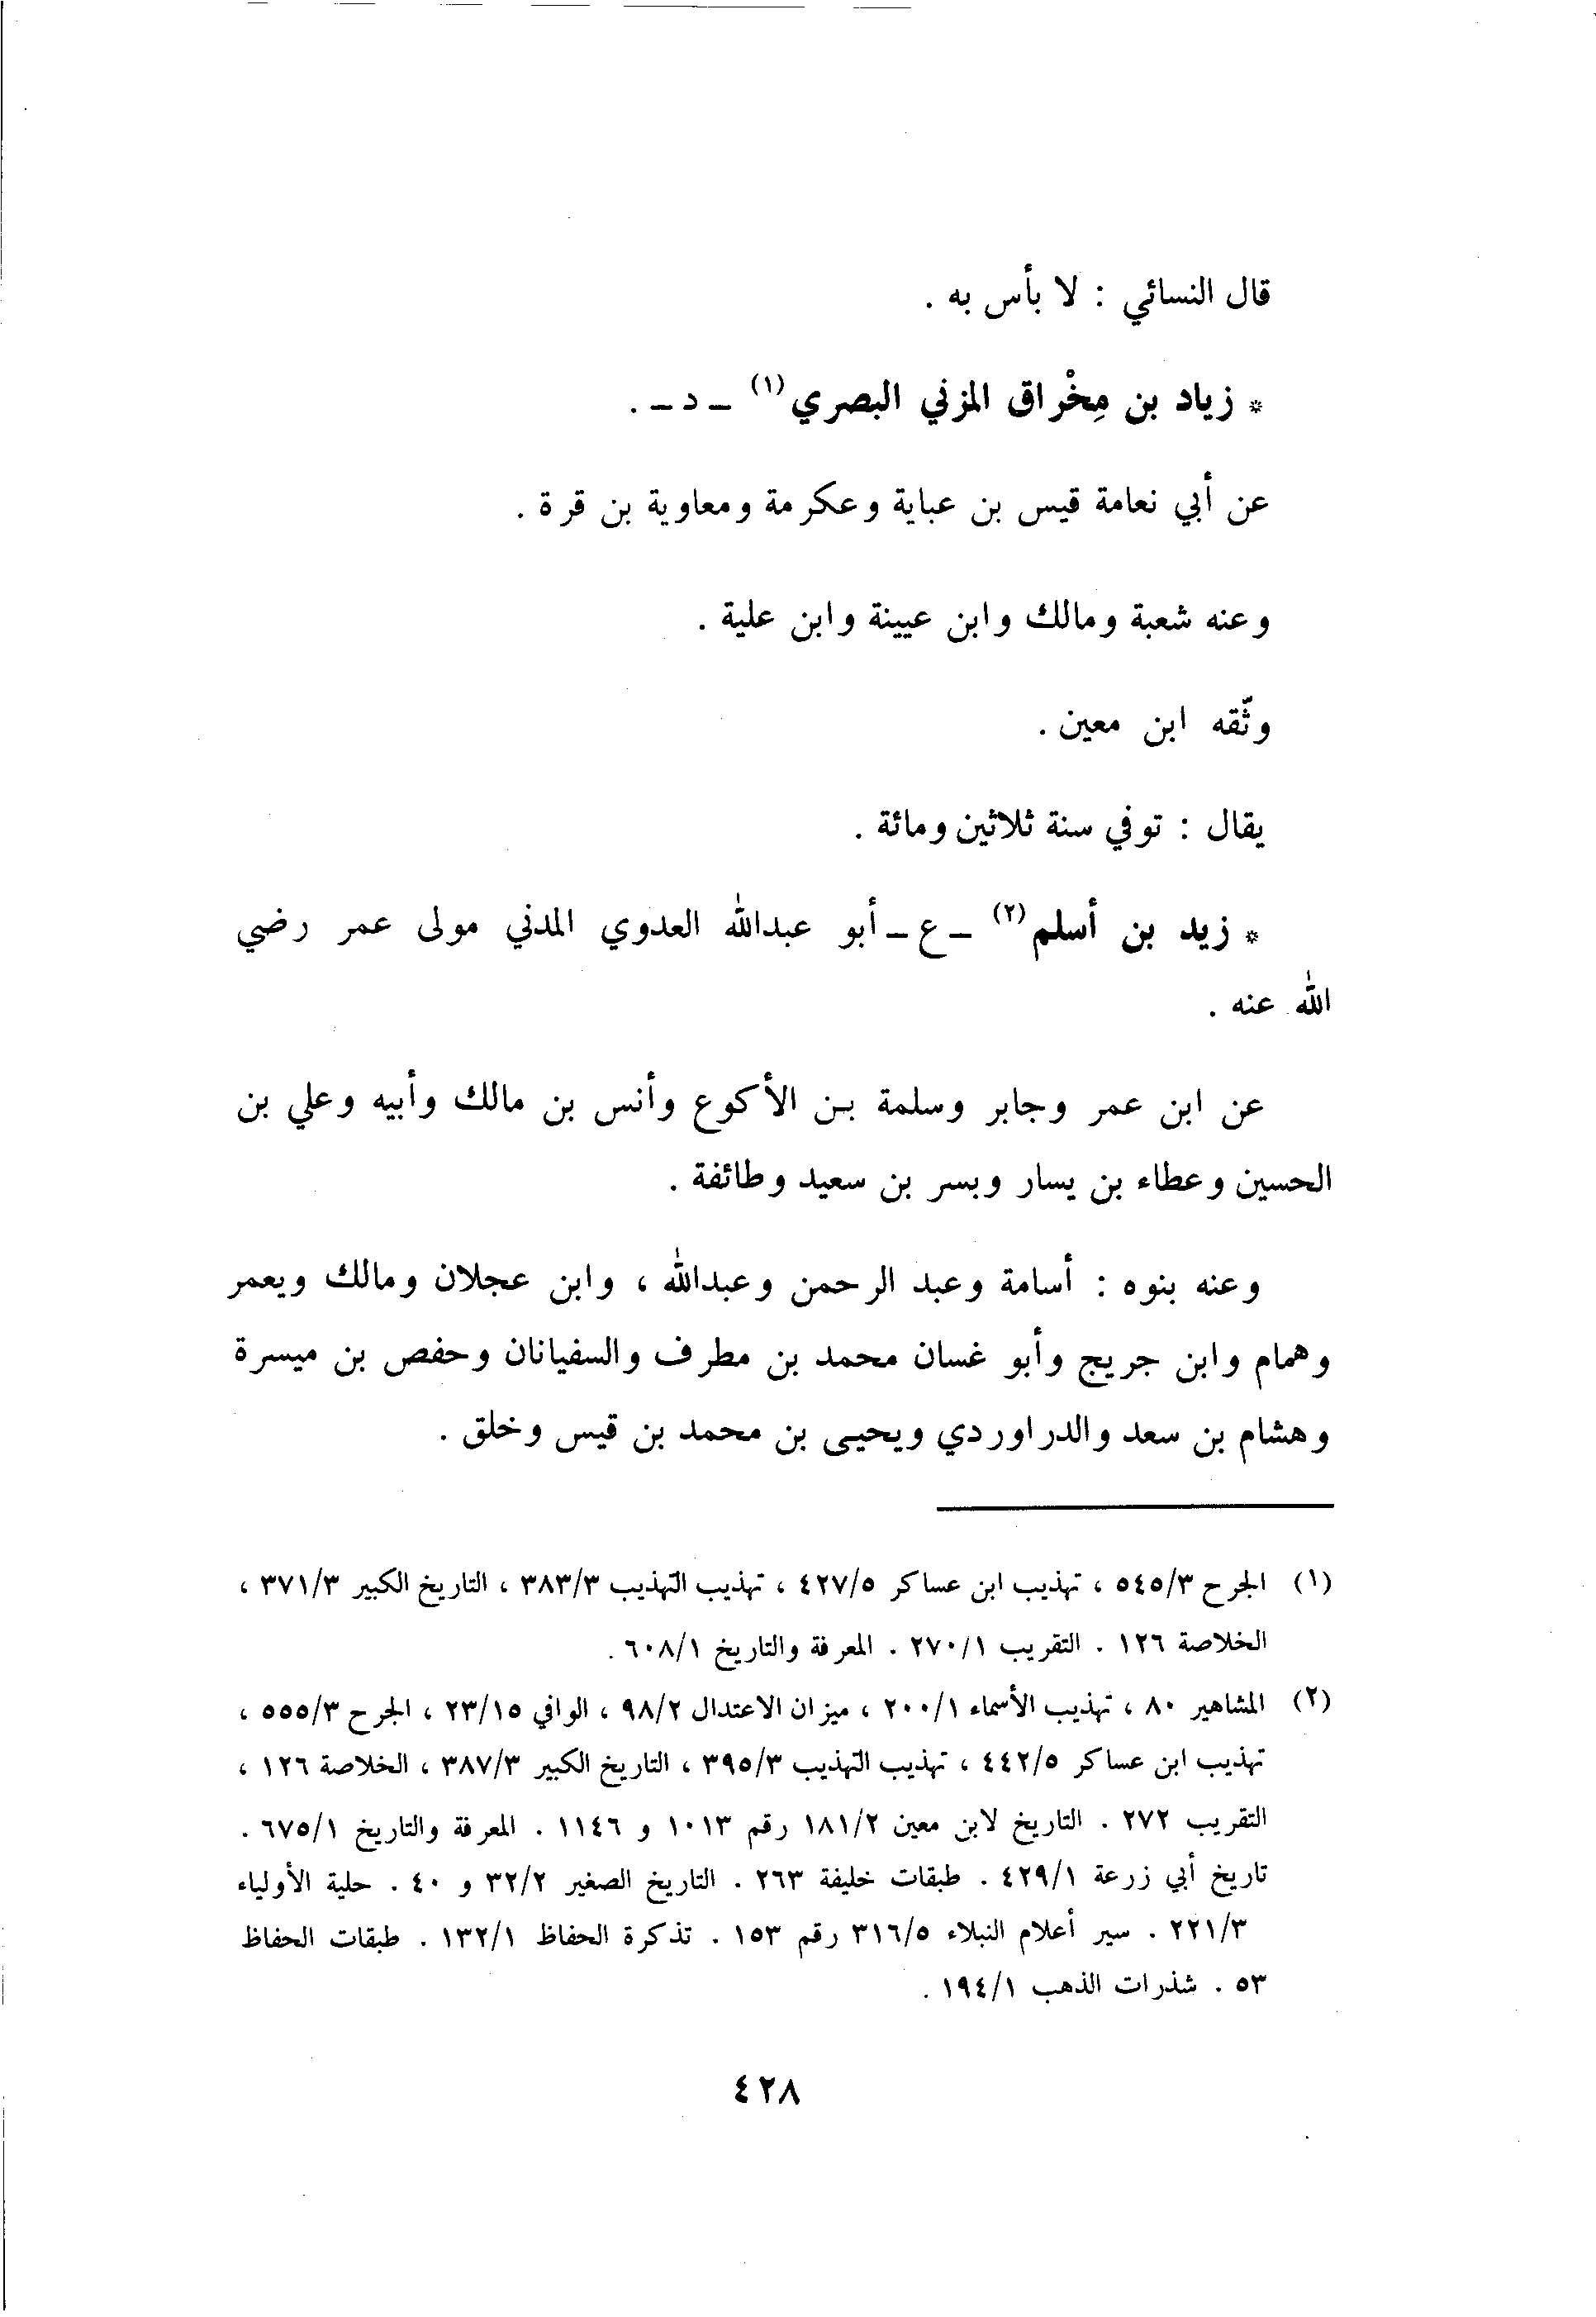 قال النسائي : لا بأس به .
* زياد بن مِخْراق المزني البصري (١) ــ د ــ .
عن أبي نعامة قيس بن عباية وعكرمة ومعاوية بن قرة .
وعنه شعبة ومالك وابن عيينة وابن علية .
وثّقه ابن معين .
يقال : توفي سنة ثلاثين ومائة .
* زيد بن أسلم (٢) ــ ع ــ أبو عبدالله العدوي المدني مولى عمر رضي
الله عنه .
عن ابن عمر وجابر وسلمة بن الأكوع وأنس بن مالك وأبيه وعلي بن
الحسين وعطاء بن يسار وبسر بن سعيد وطائفة .
وعنه بنوه : أسامة وعبد الرحمن وعبدالله ، وابن عجلان ومالك ويعمر
وهمام وابن جريج وأبو غسان محمد بن مطرف والسفيانان وحفص بن ميسرة
وهشام بن سعد والدراوردي ويحيى بن محمد بن قيس وخلق .
(١) الجرح ٥٤٥/٣ ، تهذيب ابن عساكر ٤٢٧/٥ ، تهذيب التهذيب ٣٨٣/٣ ، التاريخ الكبير ٣٧١/٣ ،
الخلاصة ١٢٦ . التقريب ٢٧٠/١ . المعرفة والتاريخ ٦٠٨/١ .
(٢) المشاهير ٨٠ ، تهذيب الأسماء ٢٠٠/١ ، ميزان الاعتدال ٩٨/٢ ، الوافي ٢٣/١٥ ، الجرح ٥٥٥/٣ ،
تهذيب ابن عساكر ٤٤٢/٥ ، تهذيب التهذيب ٣٩٥/٣ ، التاريخ الكبير ٣٨٧/٣ ، الخلاصة ١٢٦ ،
التقريب ٢٧٢ . التاريخ لابن معين ١٨١/٢ رقم ١٠١٣ و ١١٤٦ . المعرفة والتاريخ ٦٧٥/١ .
تاريخ أبي زرعة ٤٢٩/١ . طبقات خليفة ٢٦٣ . التاريخ الصغير ٣٢/٢ و ٤٠ . حلية الأولياء
٢٢١/٣ . سير أعلام النبلاء ٣١٦/٥ رقم ١٥٣ . تذكرة الحفاظ ١٣٢/١ . طبقات الحفاظ
٥٣ . شذرات الذهب ١٩٤/١ .
٤٢٨